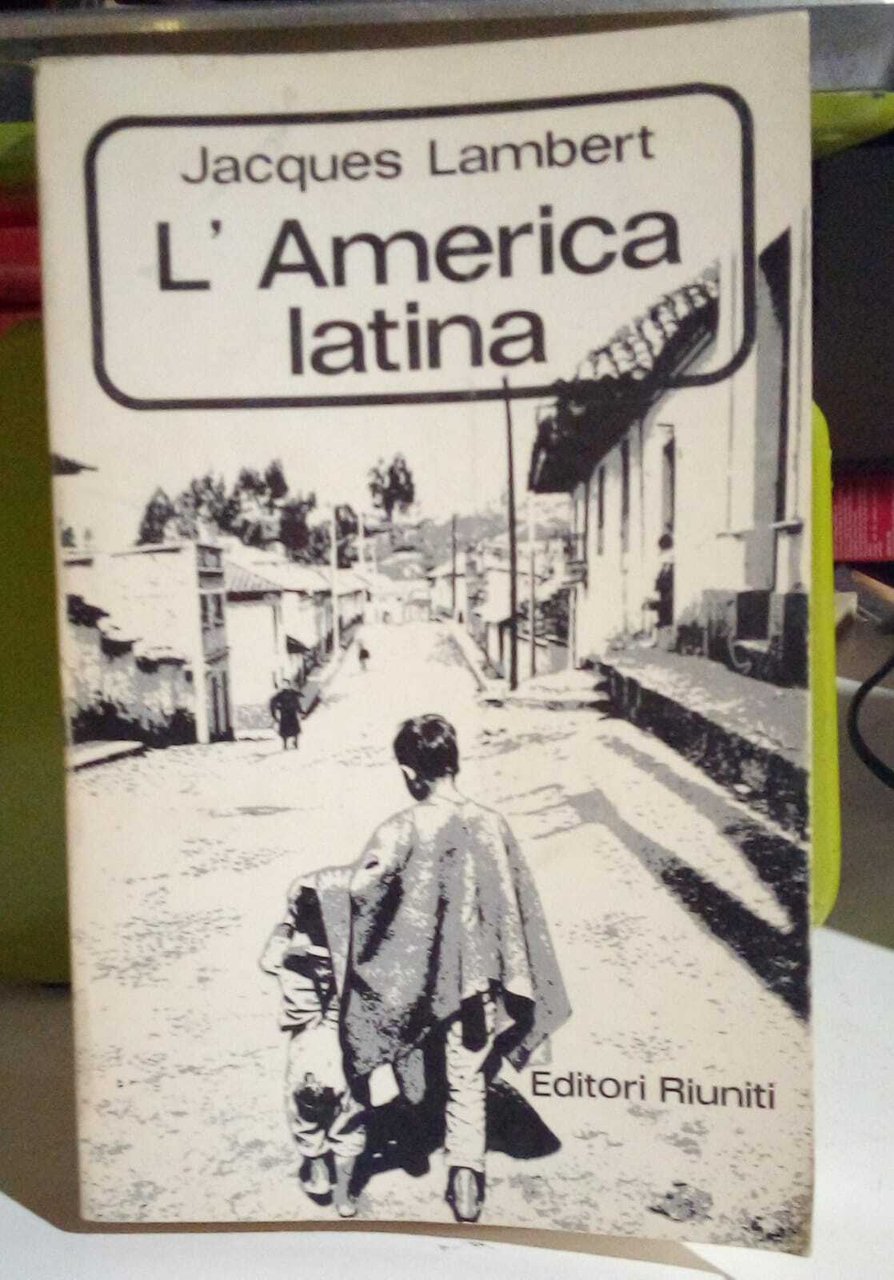 Jacques Lambert
L' America
latina
Editori Riuniti